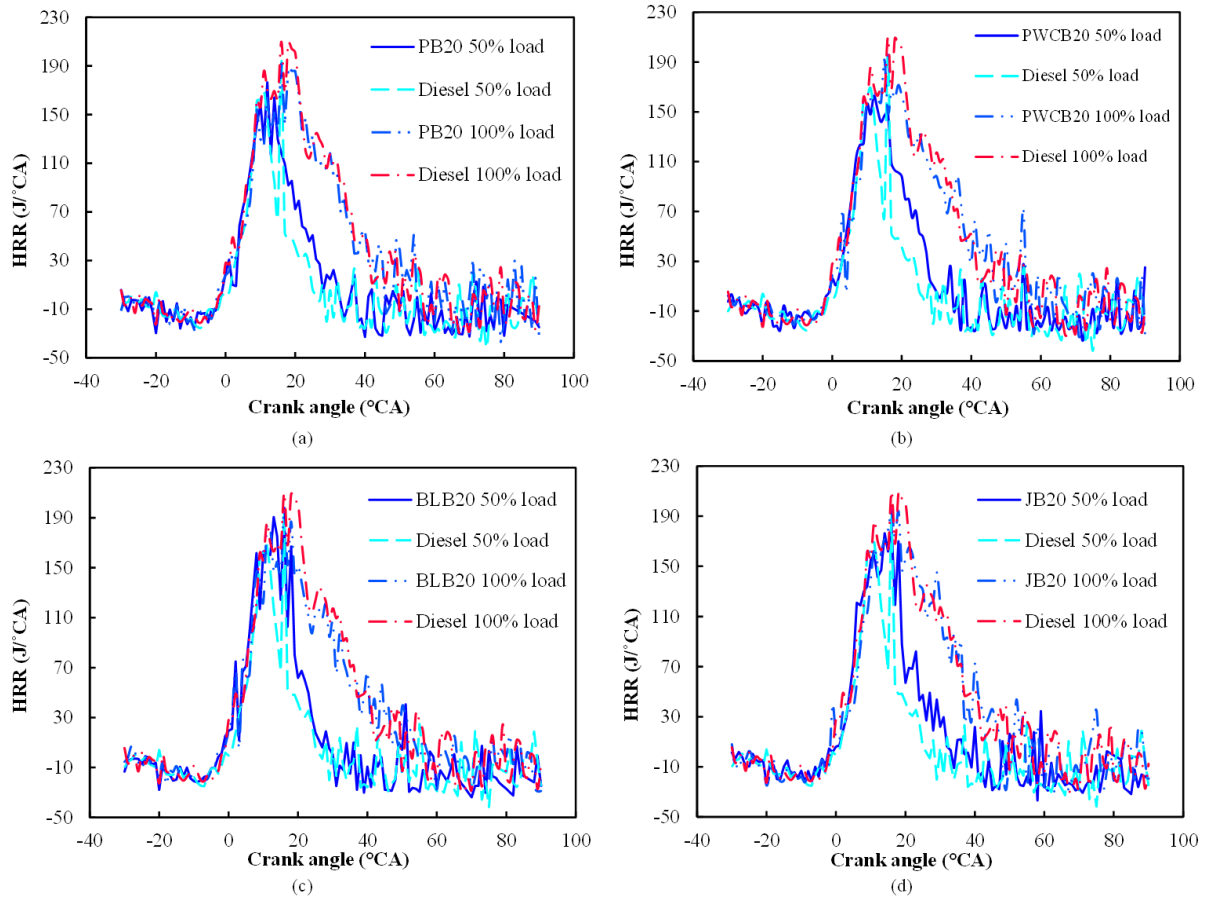 230
190
150
110
70
30
-10
-50
HRR (J/°CA)
PB20 50% load
Diesel 50% load
PB20 100% load
Diesel 100% load
-40 -20 0 20 40 60 80 100
Crank angle (°CA)
(a)
230
190
150
110
70
30
-10
-50
HRR (J/°CA)
PWCB20 50% load
Diesel 50% load
PWCB20 100% load
Diesel 100% load
-40 -20 0 20 40 60 80 100
Crank angle (°CA)
(b)
230
190
150
110
70
30
-10
-50
HRR (J/°CA)
BLB20 50% load
Diesel 50% load
BLB20 100% load
Diesel 100% load
-40 -20 0 20 40 60 80 100
Crank angle (°CA)
(c)
230
190
150
110
70
30
-10
-50
HRR (J/°CA)
JB20 50% load
Diesel 50% load
JB20 100% load
Diesel 100% load
-40 -20 0 20 40 60 80 100
Crank angle (°CA)
(d)